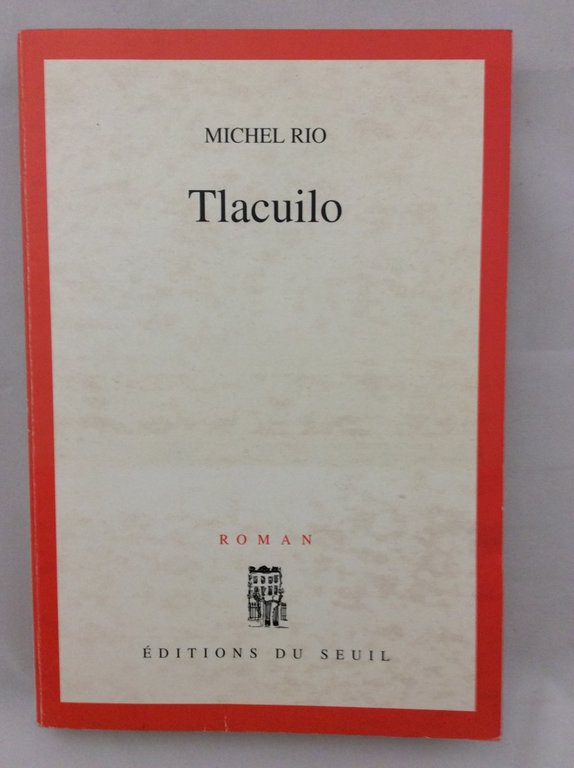 MICHEL RIO
Tlacuilo
ROMAN
ÉDITIONS DU SEUIL